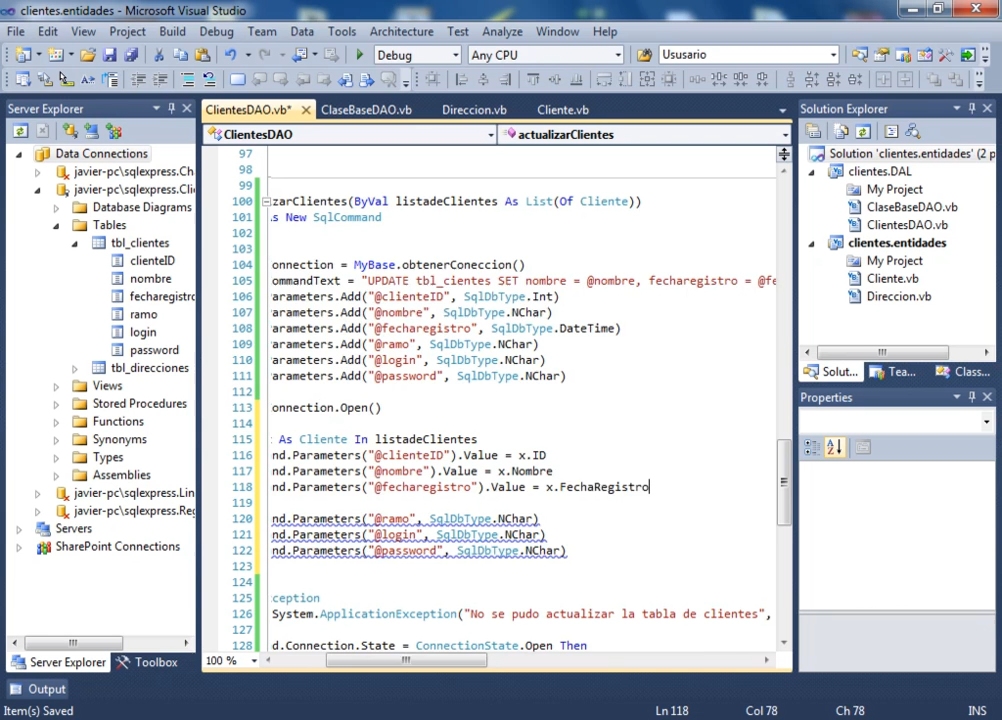 clientes.entidades - Microsoft Visual Studio
File Edit View Project Build Debug Team Data Tools Architecture Test Analyze Window Help
Debug Any CPU Usuario
Server Explorer
Data Connections
javier-pc\sqlexpress.Ch
javier-pc\sqlexpress.Cli
Database Diagrams
Tables
tbl_clientes
clienteID
nombre
fecharegistro
ramo
login
password
tbl_direcciones
Views
Stored Procedures
Functions
Synonyms
Types
Assemblies
javier-pc\sqlexpress.Lin
javier-pc\sqlexpress.Reg
Servers
SharePoint Connections
Server Explorer Toolbox
ClientesDAO.vb* ClaseBaseDAO.vb Direccion.vb Cliente.vb
ClientesDAO actualizarClientes
97
98
99
100 zarClientes(ByVal listadeClientes As List(Of Cliente))
101 As New SqlCommand
102
103
104 onnection = MyBase.obtenerConeccion()
105 ommandText = "UPDATE tbl_cientes SET nombre = @nombre, fecharegistro = @fe
106 arameters.Add("@clienteID", SqlDbType.Int)
107 arameters.Add("@nombre", SqlDbType.NChar)
108 arameters.Add("@fecharegistro", SqlDbType.DateTime)
109 arameters.Add("@ramo", SqlDbType.NChar)
110 arameters.Add("@login", SqlDbType.NChar)
111 arameters.Add("@password", SqlDbType.NChar)
112
113 onnection.Open()
114
115 As Cliente In listadeClientes
116 nd.Parameters("@clienteID").Value = x.ID
117 nd.Parameters("@nombre").Value = x.Nombre
118 nd.Parameters("@fecharegistro").Value = x.FechaRegistro
119
120 nd.Parameters("@ramo", SqlDbType.NChar)
121 nd.Parameters("@login", SqlDbType.NChar)
122 nd.Parameters("@password", SqlDbType.NChar)
123
124
125 ception
126 System.ApplicationException("No se pudo actualizar la tabla de clientes",
127
128 d.Connection.State = ConnectionState.Open Then
100 %
Solution Explorer
Solution 'clientes.entidades' (2 p
clientes.DAL
My Project
ClaseBaseDAO.vb
ClientesDAO.vb
clientes.entidades
My Project
Cliente.vb
Direccion.vb
Solut... Tea... Class...
Properties
Output
Item(s) Saved Ln 118 Col 78 Ch 78 INS